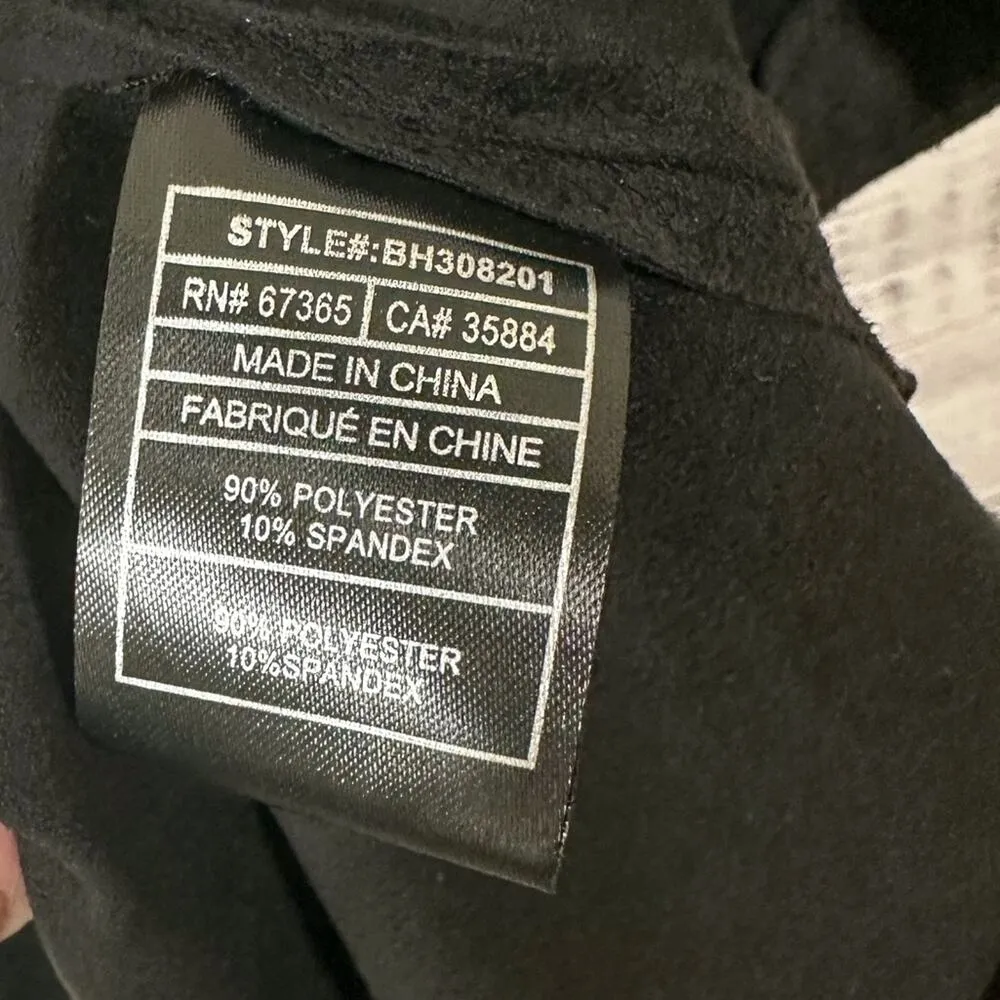 STYLE#:BH308201
RN# 67365 CA# 35884
MADE IN CHINA
FABRIQUÉ EN CHINE
90% POLYESTER
10% SPANDEX
90% POLYESTER
10%SPANDEX